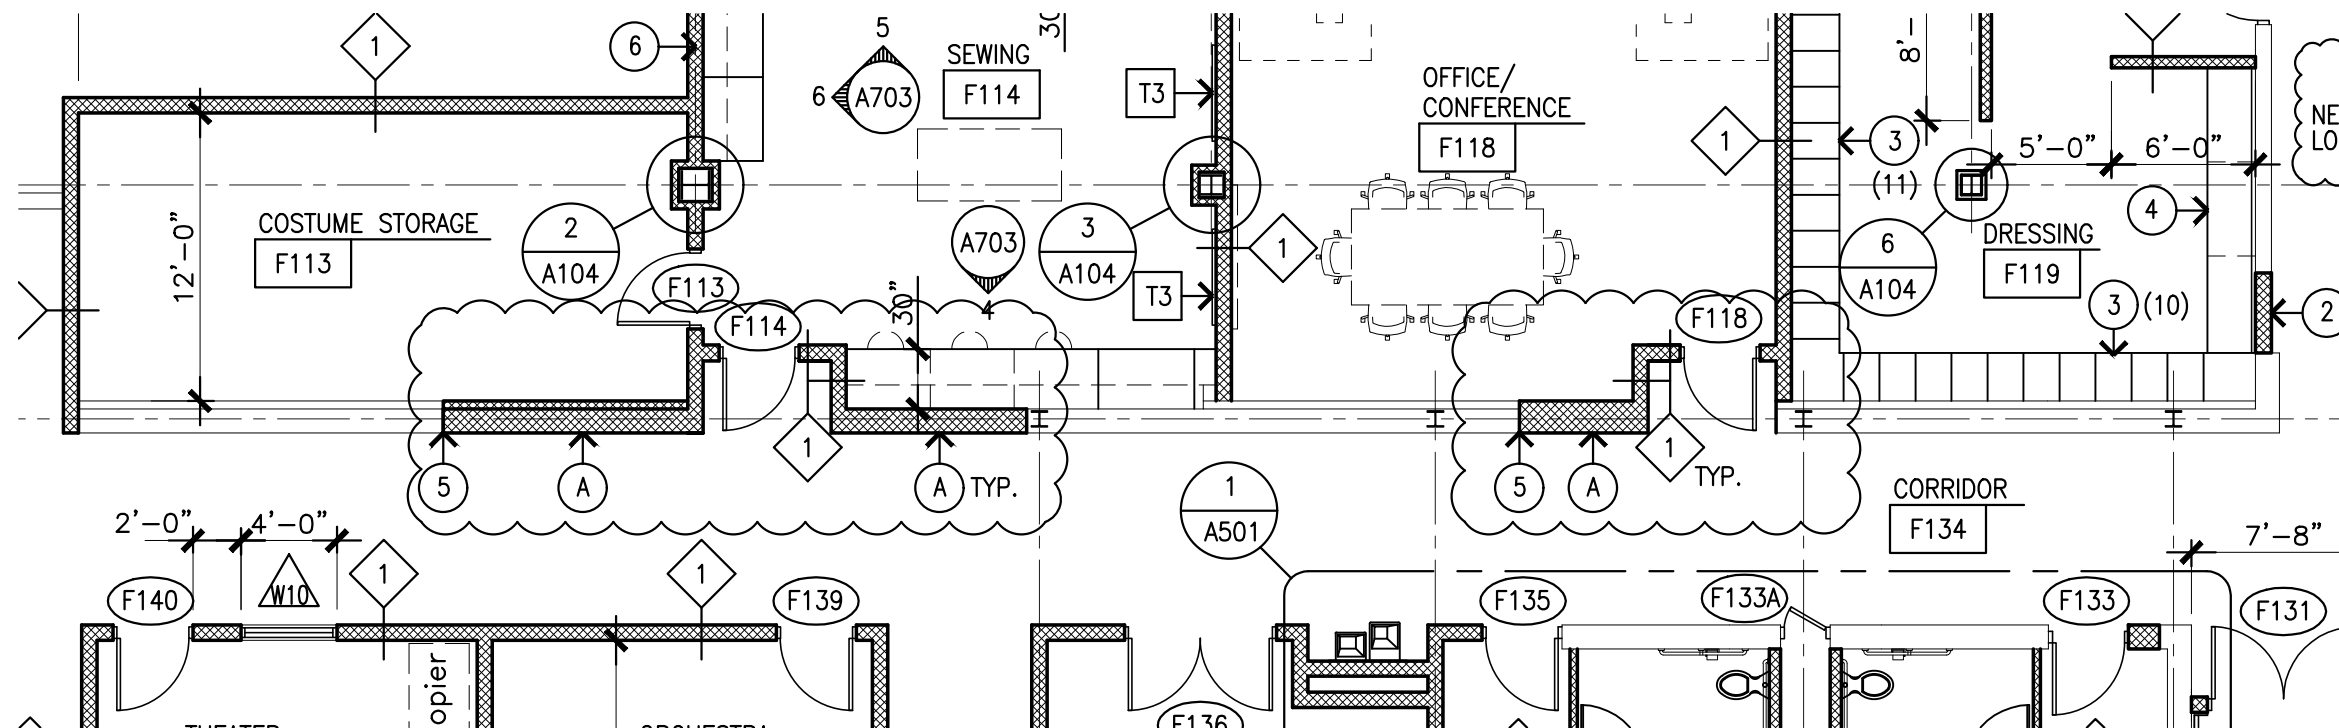 5
1
6
SEWING
F114
30
8'-
6
A703
T3
OFFICE/
CONFERENCE
F118
1
3
(11)
5'-0"
6'-0"
NE
LO
COSTUME STORAGE
F113
12'-0"
2
A104
A703
4
3
A104
1
4
6
A104
DRESSING
F119
F113
F114
30"
T3
F118
3
(10)
2
1
1
5
A
A
TYP.
5
A
TYP.
1
A501
CORRIDOR
F134
2'-0"
4'-0"
7'-8"
W10
1
1
F140
F139
F135
F133A
F133
F131
opier
F136